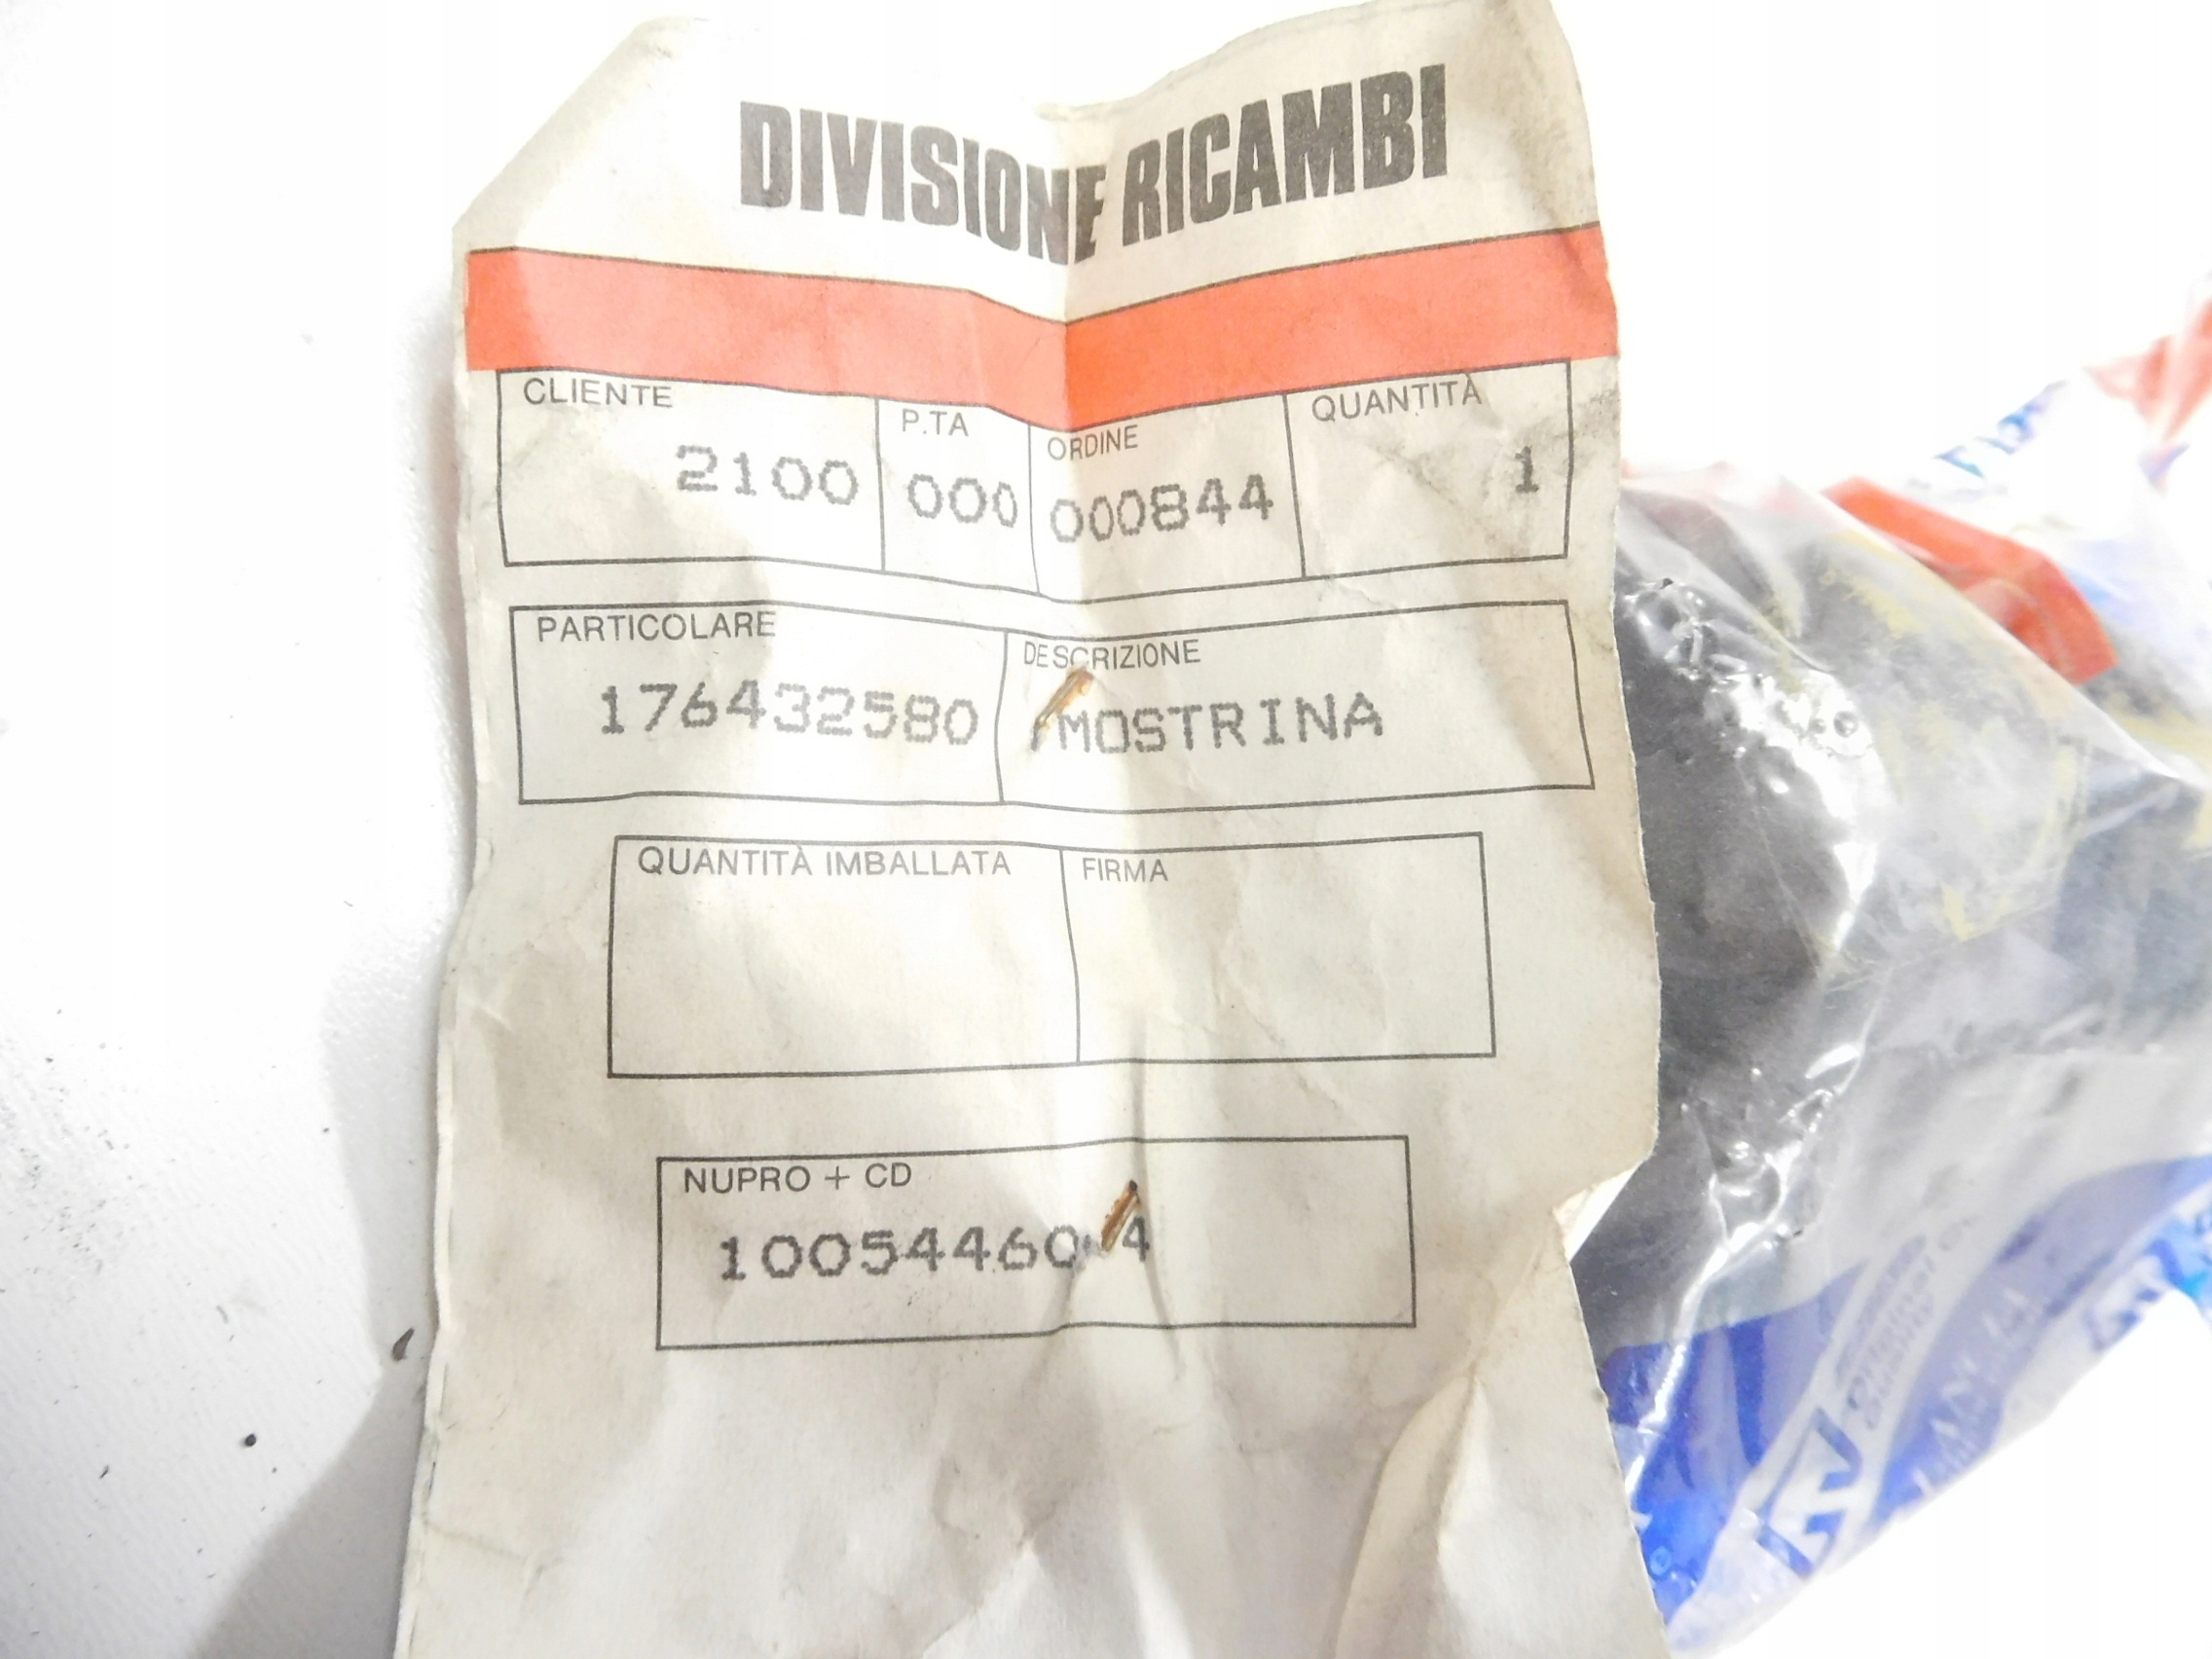 DIVISIONE RICAMBI
CLIENTE P.TA ORDINE QUANTITÀ
2100 000 000844 1
PARTICOLARE DESCRIZIONE
176432580 MOSTRINA
QUANTITÀ IMBALLATA FIRMA
NUPRO + CD
100544604